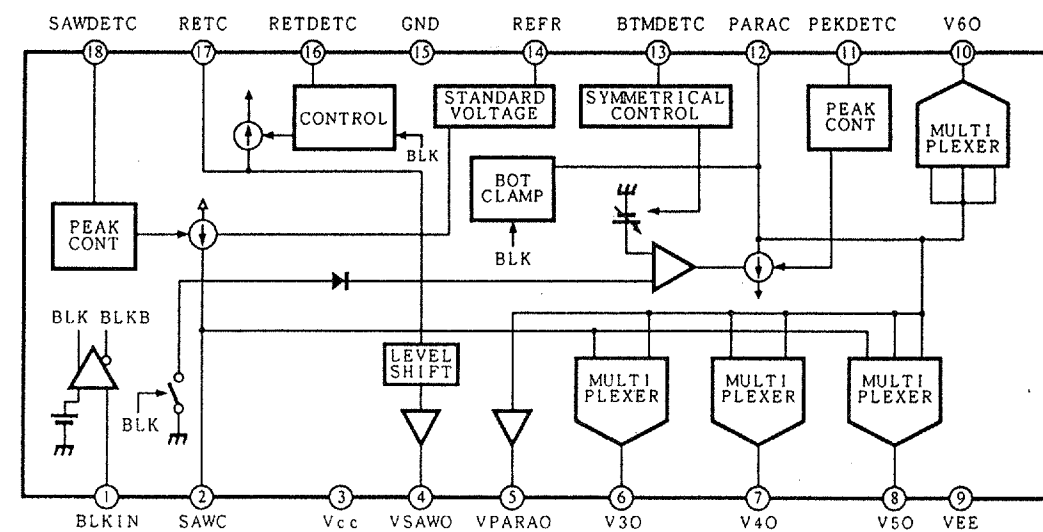 SAWDETC RETC RETDETC GND REFR BTMDETC PARAC PEKDETC V6O
18 17 16 15 14 13 12 11 10
CONTROL
BLK
STANDARD
VOLTAGE
SYMMETRICAL
CONTROL
PEAK
CONT
MULTI
PLEXER
BOT
CLAMP
BLK
PEAK
CONT
BLK BLKB
BLK
LEVEL
SHIFT
MULTI
PLEXER
MULTI
PLEXER
MULTI
PLEXER
1 2 3 4 5 6 7 8 9
BLKIN SAWC Vcc VSAWO VPARAO V3O V4O V5O VEE